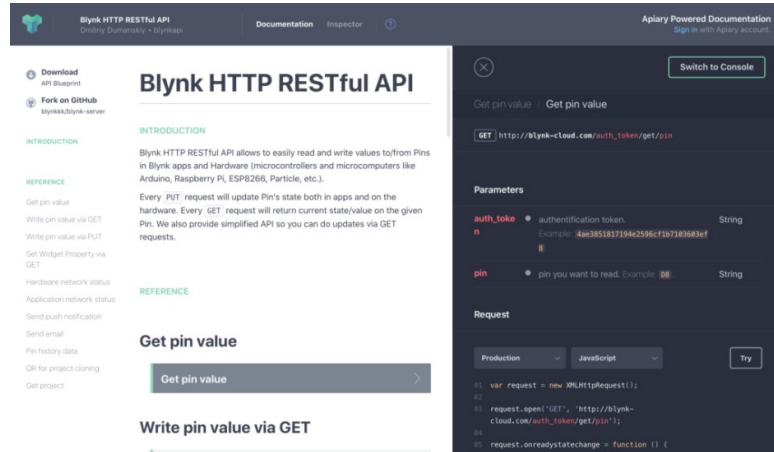 Blynk HTTP RESTful API
Dmitriy Dumanskiy • blynkapi
Documentation
Inspector
?
Apiary Powered Documentation
Sign in with Apiary account.
Download
API Blueprint
Fork on GitHub
blynkkk/blynk-server
INTRODUCTION
REFERENCE
Get pin value
Write pin value via GET
Write pin value via PUT
Set Widget Property via
GET
Hardware network status
Application network status
Send push notification
Send email
Pin history data
QR for project cloning
Get project
Blynk HTTP RESTful API
INTRODUCTION
Blynk HTTP RESTful API allows to easily read and write values to/from Pins
in Blynk apps and Hardware (microcontrollers and microcomputers like
Arduino, Raspberry Pi, ESP8266, Particle, etc.).
Every PUT request will update Pin's state both in apps and on the
hardware. Every GET request will return current state/value on the given
Pin. We also provide simplified API so you can do updates via GET
requests.
REFERENCE
Get pin value
Get pin value
Write pin value via GET
Switch to Console
Get pin value / Get pin value
GET http://blynk-cloud.com/auth_token/get/pin
Parameters
auth_toke
n
authentification token.
Example: 4ae3851817194e2596cf1b7103603ef
8.
String
pin
pin you want to read. Example: D8.
String
Request
Production
JavaScript
Try
01 var request = new XMLHttpRequest();
02
03 request.open('GET', 'http://blynk-
cloud.com/auth_token/get/pin');
04
05 request.onreadystatechange = function () {